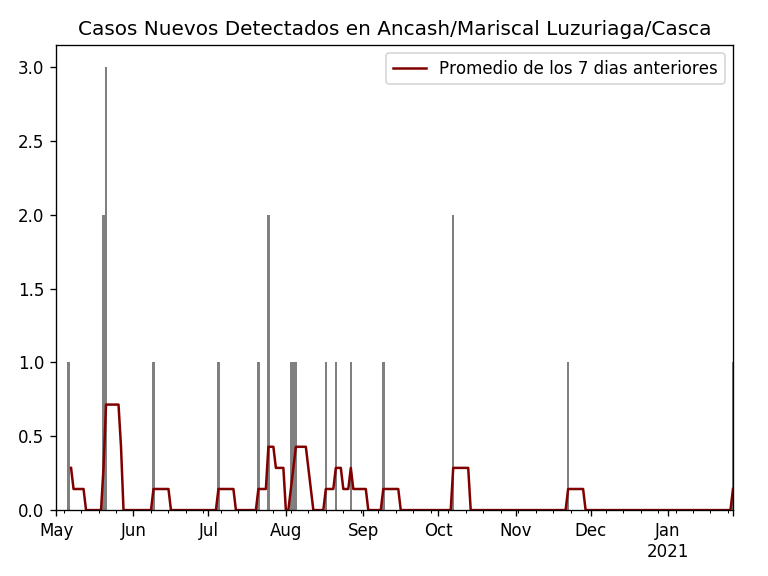 Casos Nuevos Detectados en Ancash/Mariscal Luzuriaga/Casca
Promedio de los 7 dias anteriores
3.0
2.5
2.0
1.5
1.0
0.5
0.0
May Jun Jul Aug Sep Oct Nov Dec Jan
2021